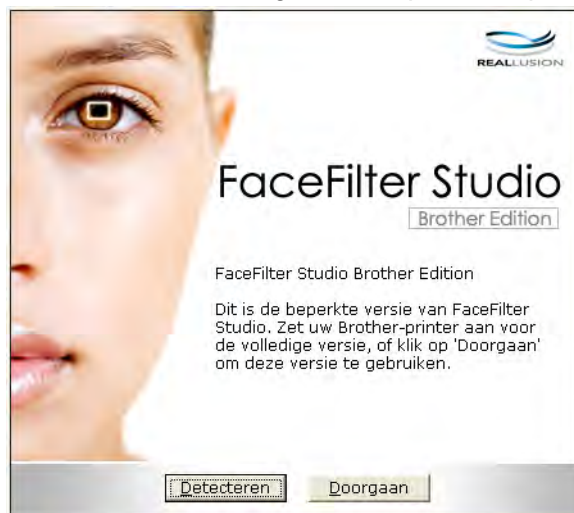 REALLUSION
FaceFilter Studio
Brother Edition
FaceFilter Studio Brother Edition
Dit is de beperkte versie van FaceFilter
Studio. Zet uw Brother-printer aan voor
de volledige versie, of klik op 'Doorgaan'
om deze versie te gebruiken.
Detecteren
Doorgaan